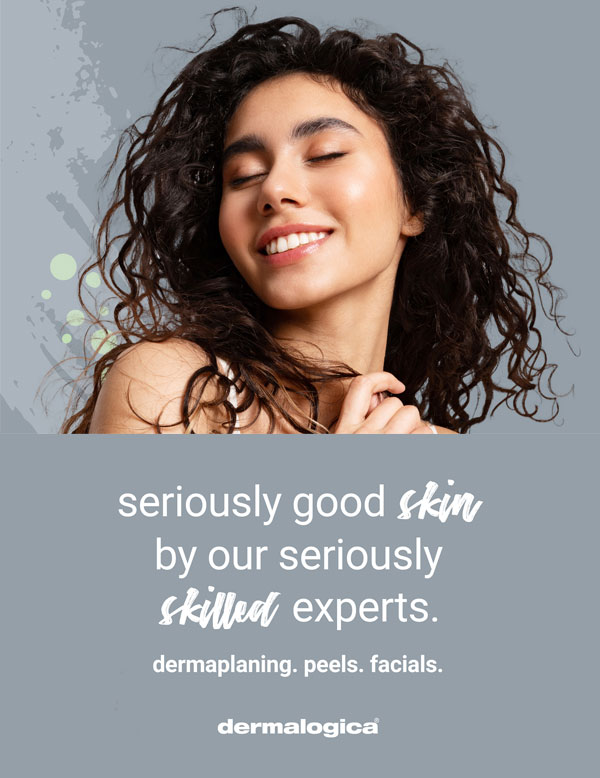 seriously good skin
by our seriously
skilled experts.
dermaplaning. peels. facials.
dermalogica®